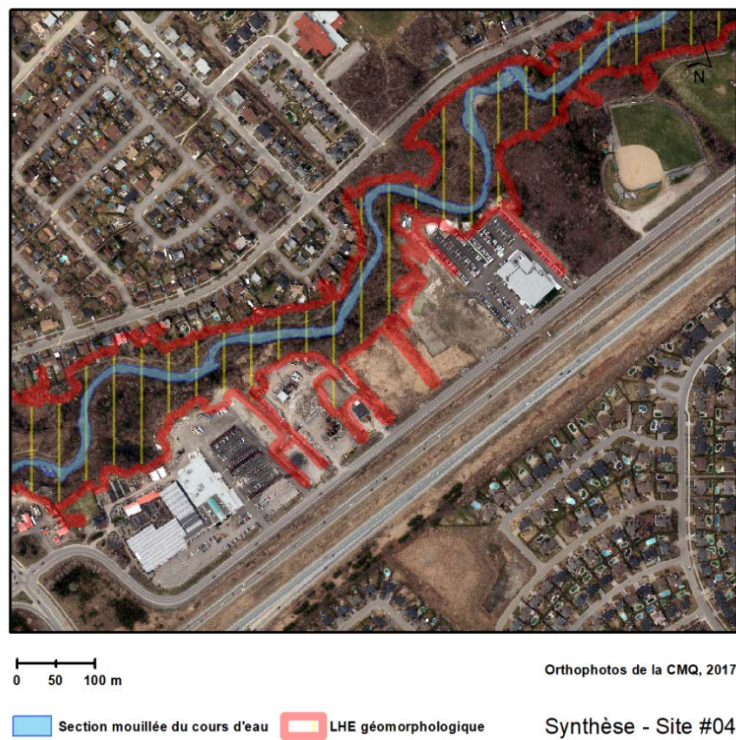 N
0 50 100 m
Orthophotos de la CMQ, 2017
Section mouillée du cours d'eau
LHE géomorphologique
Synthèse - Site #04